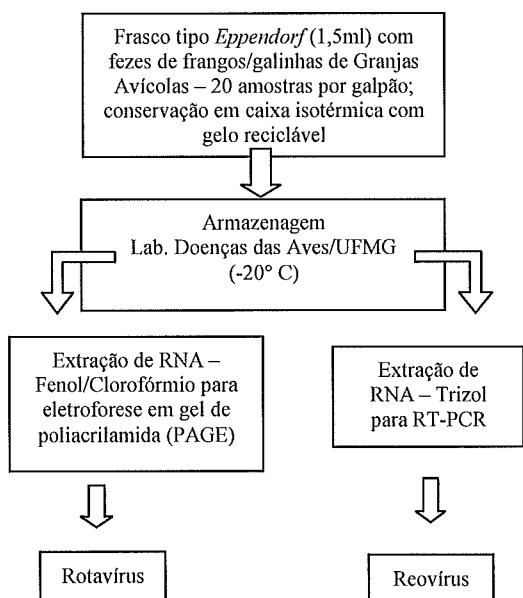 Frasco tipo Eppendorf (1,5ml) com
fezes de frangos/galinhas de Granjas
Avícolas – 20 amostras por galpão;
conservação em caixa isotérmica com
gelo reciclável
Armazenagem
Lab. Doenças das Aves/UFMG
(-20° C)
Extração de RNA –
Fenol/Clorofórmio para
eletroforese em gel de
poliacrilamida (PAGE)
Extração de
RNA – Trizol
para RT-PCR
Rotavírus
Reovírus